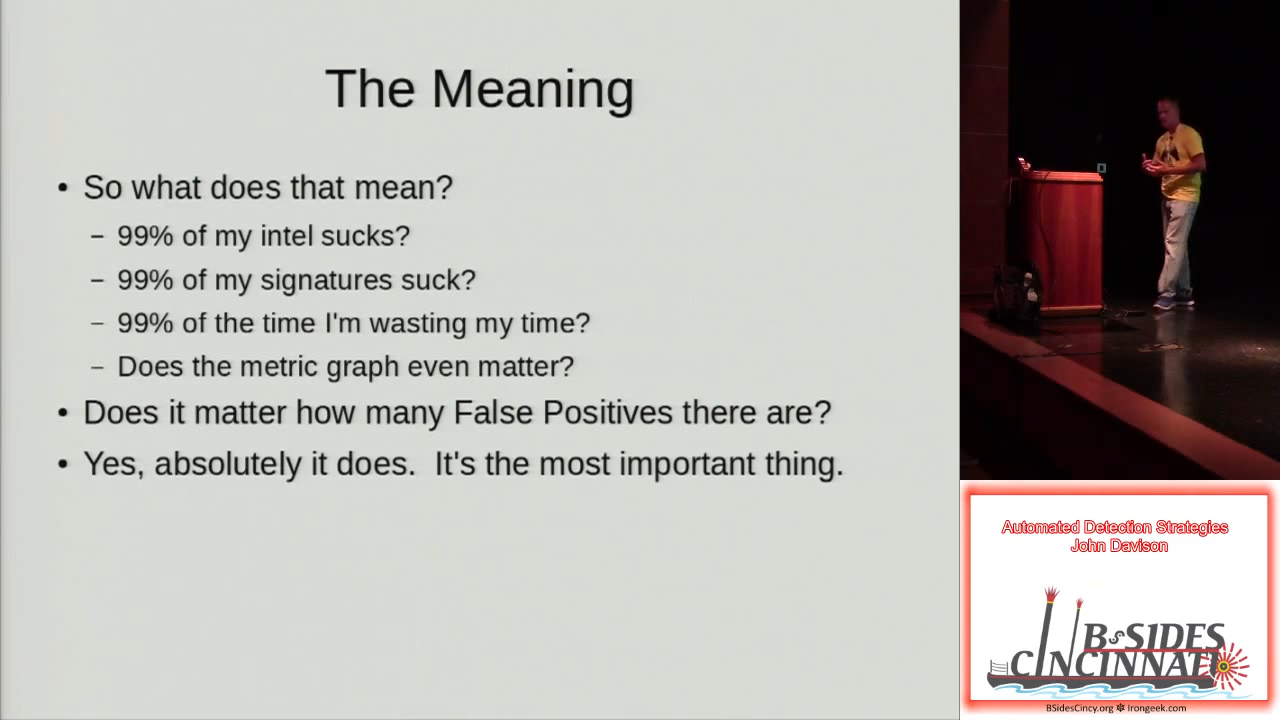 The Meaning
• So what does that mean?
– 99% of my intel sucks?
– 99% of my signatures suck?
– 99% of the time I'm wasting my time?
– Does the metric graph even matter?
• Does it matter how many False Positives there are?
• Yes, absolutely it does.  It's the most important thing.
Automated Detection Strategies
John Davison
BSIDES
CINCINNATI
BSidesCincy.org ✽ Irongeek.com